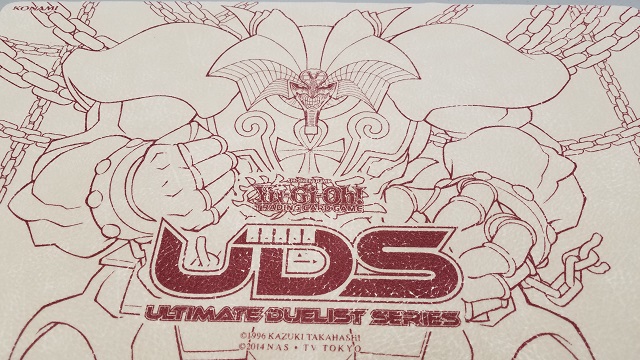 KONAMI
Yu-Gi-Oh!
TRADING CARD GAME
UDS
ULTIMATE DUELIST SERIES
©1996 KAZUKI TAKAHASHI
©2014 NAS • TV TOKYO